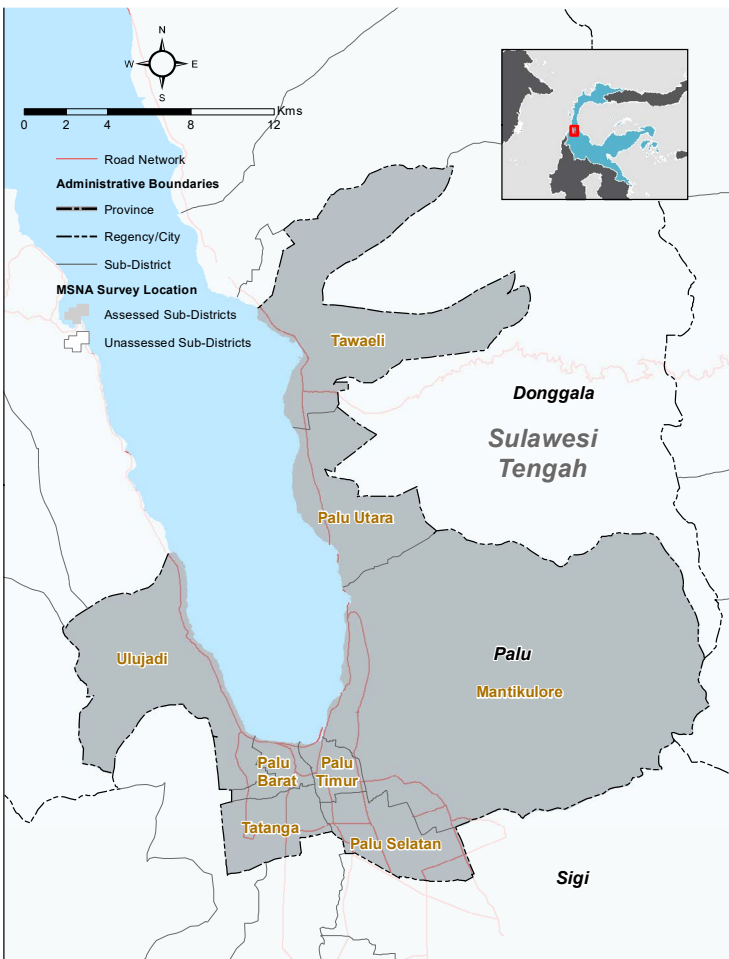 N
W E
S
Kms
0 2 4 8 12
Road Network
Administrative Boundaries
Province
Regency/City
Sub-District
MSNA Survey Location
Assessed Sub-Districts
Unassessed Sub-Districts
Tawaeli
Donggala
Sulawesi
Tengah
Palu Utara
Ulujadi
Palu
Mantikulore
Palu
Barat
Palu
Timur
Tatanga
Palu Selatan
Sigi